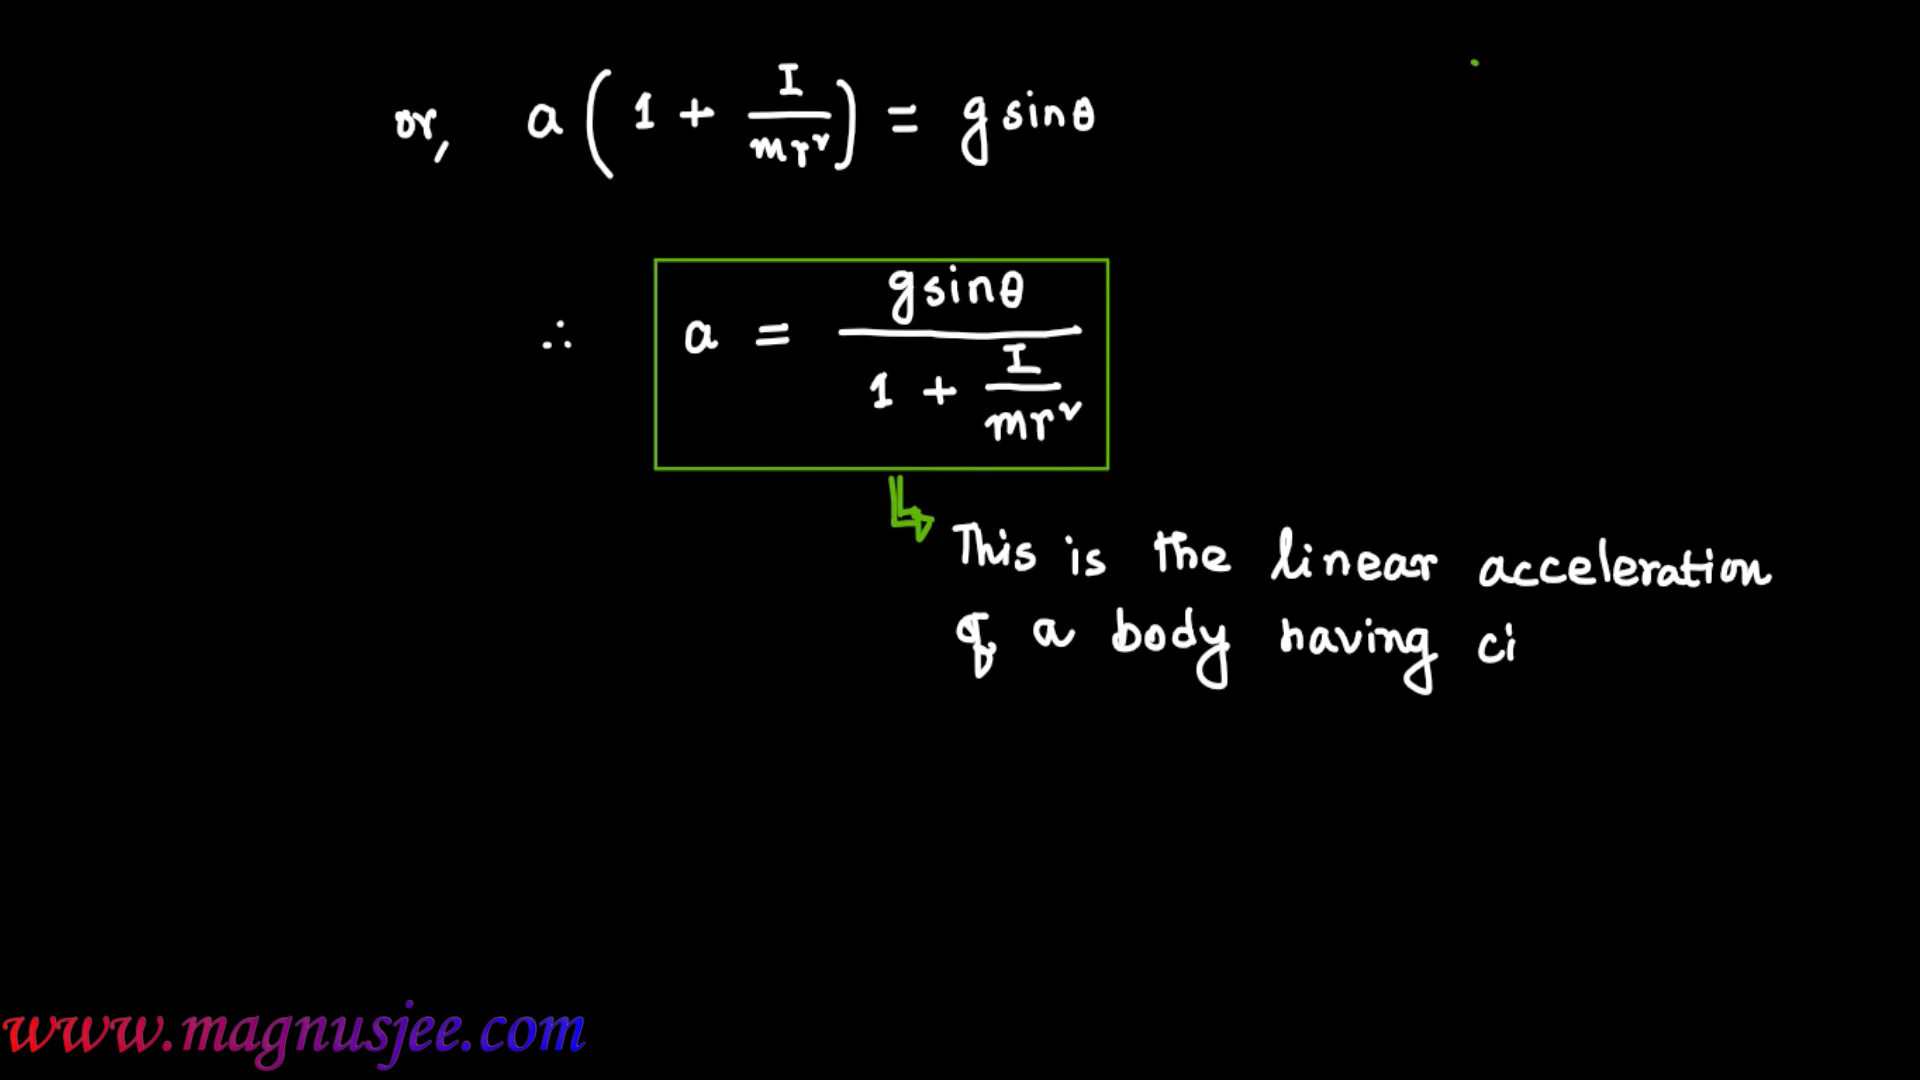 or, a ( 1 + I / mr² ) = g sinθ
∴ a = g sinθ / 1 + I / mr²
This is the linear acceleration
of a body having ci
www.magnusjee.com